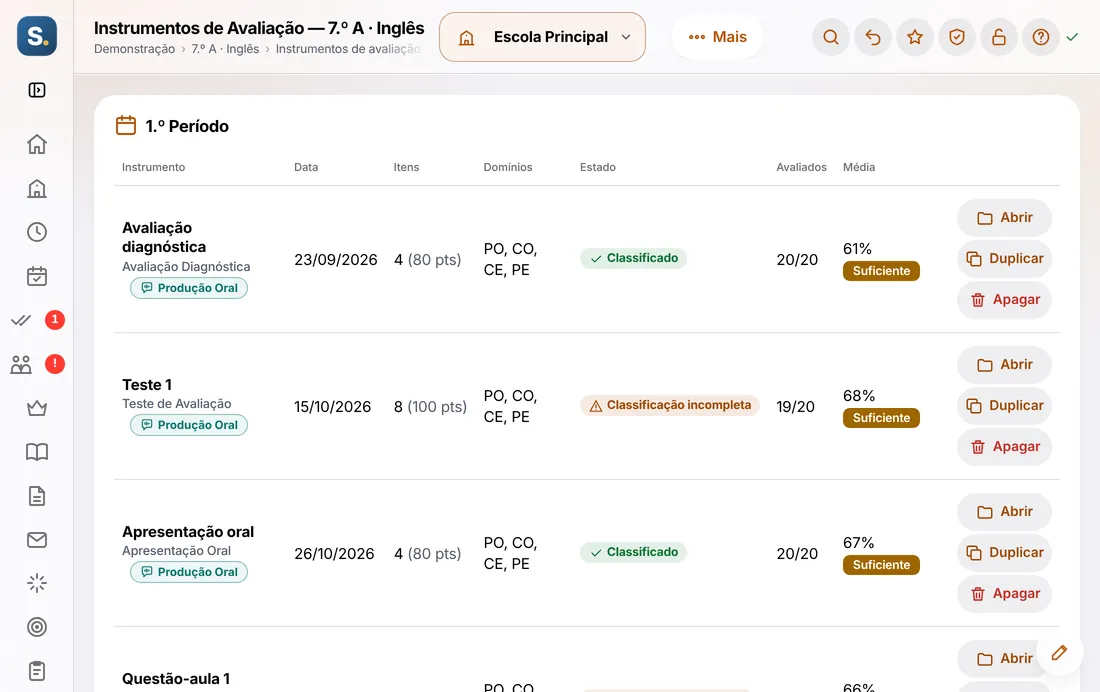 S.
Instrumentos de Avaliação — 7.º A · Inglês
Demonstração › 7.º A · Inglês › Instrumentos de avaliação
Escola Principal
Mais
1
!
1.º Período
Instrumento Data Itens Domínios Estado Avaliados Média
Avaliação
diagnóstica
Avaliação Diagnóstica
Produção Oral
23/09/2026
4 (80 pts)
PO, CO,
CE, PE
Classificado
20/20
61%
Suficiente
Abrir
Duplicar
Apagar
Teste 1
Teste de Avaliação
Produção Oral
15/10/2026
8 (100 pts)
PO, CO,
CE, PE
Classificação incompleta
19/20
68%
Suficiente
Abrir
Duplicar
Apagar
Apresentação oral
Apresentação Oral
Produção Oral
26/10/2026
4 (80 pts)
PO, CO,
CE, PE
Classificado
20/20
67%
Suficiente
Abrir
Duplicar
Apagar
Questão-aula 1
PO, CO,
66%
Abrir